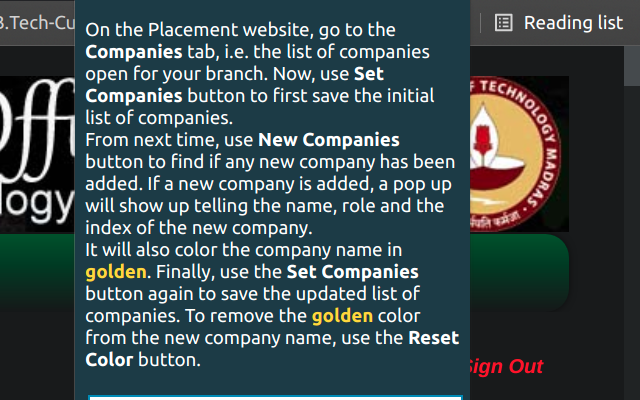 B.Tech-Cu
Reading list
On the Placement website, go to the
Companies tab, i.e. the list of companies
open for your branch. Now, use Set
Companies button to first save the initial
list of companies.
From next time, use New Companies
button to find if any new company has been
added. If a new company is added, a pop up
will show up telling the name, role and the
index of the new company.
It will also color the company name in
golden. Finally, use the Set Companies
button again to save the updated list of
companies. To remove the golden color
from the new company name, use the Reset
Color button.
Offi
logy
OF TECHNOLOGY MADRAS
Sign Out